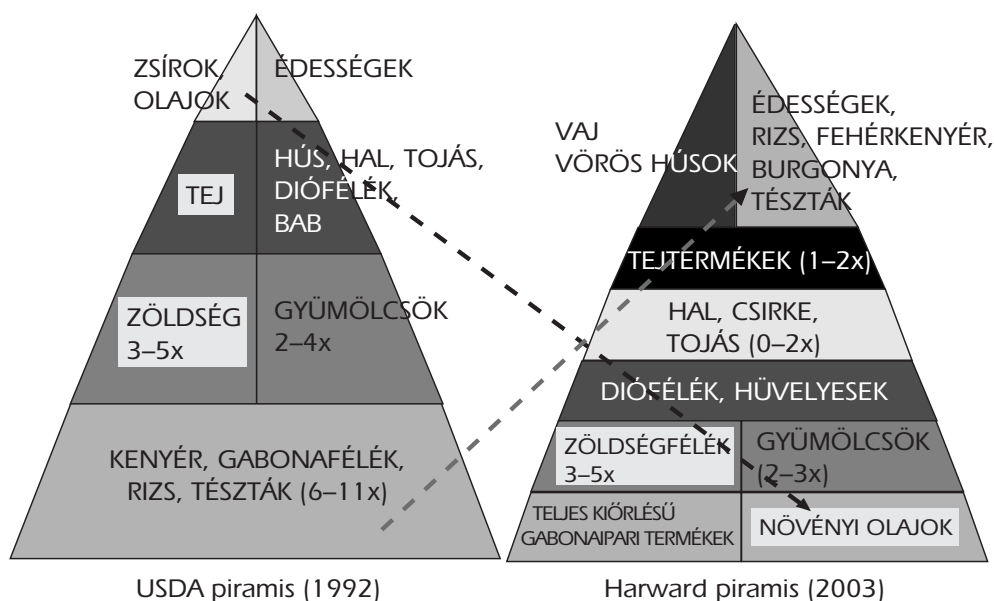 ZSÍROK,
OLAJOK
ÉDESSÉGEK
TEJ
HÚS, HAL, TOJÁS,
DIÓFÉLÉK,
BAB
ZÖLDSÉG
3–5x
GYÜMÖLCSÖK
2–4x
KENYÉR, GABONAFÉLÉK,
RIZS, TÉSZTÁK (6–11x)
USDA piramis (1992)
VAJ
VÖRÖS HÚSOK
ÉDESSÉGEK,
RIZS, FEHÉRKENYÉR,
BURGONYA,
TÉSZTÁK
TEJTERMÉKEK (1–2x)
HAL, CSIRKE,
TOJÁS (0–2x)
DIÓFÉLÉK, HÜVELYESEK
ZÖLDSÉGFÉLÉK
3–5x
GYÜMÖLCSÖK
(2–3x)
TELJES KIŐRLÉSŰ
GABONAIPARI TERMÉKEK
NÖVÉNYI OLAJOK
Harward piramis (2003)